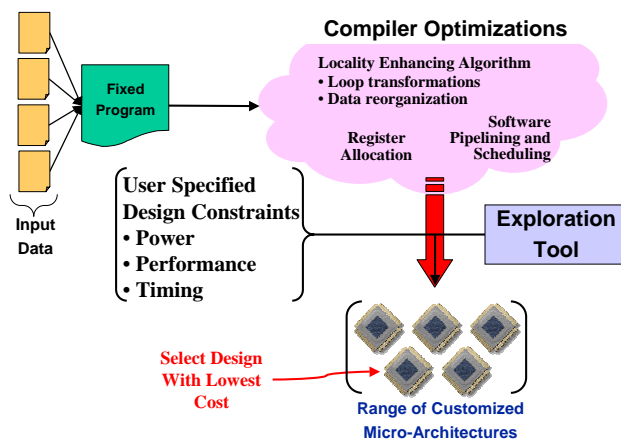 Compiler Optimizations
Fixed
Program
Locality Enhancing Algorithm
• Loop transformations
• Data reorganization
Register
Allocation
Software
Pipelining and
Scheduling
Input
Data
User Specified
Design Constraints
• Power
• Performance
• Timing
Exploration
Tool
Select Design
With Lowest
Cost
Range of Customized
Micro-Architectures